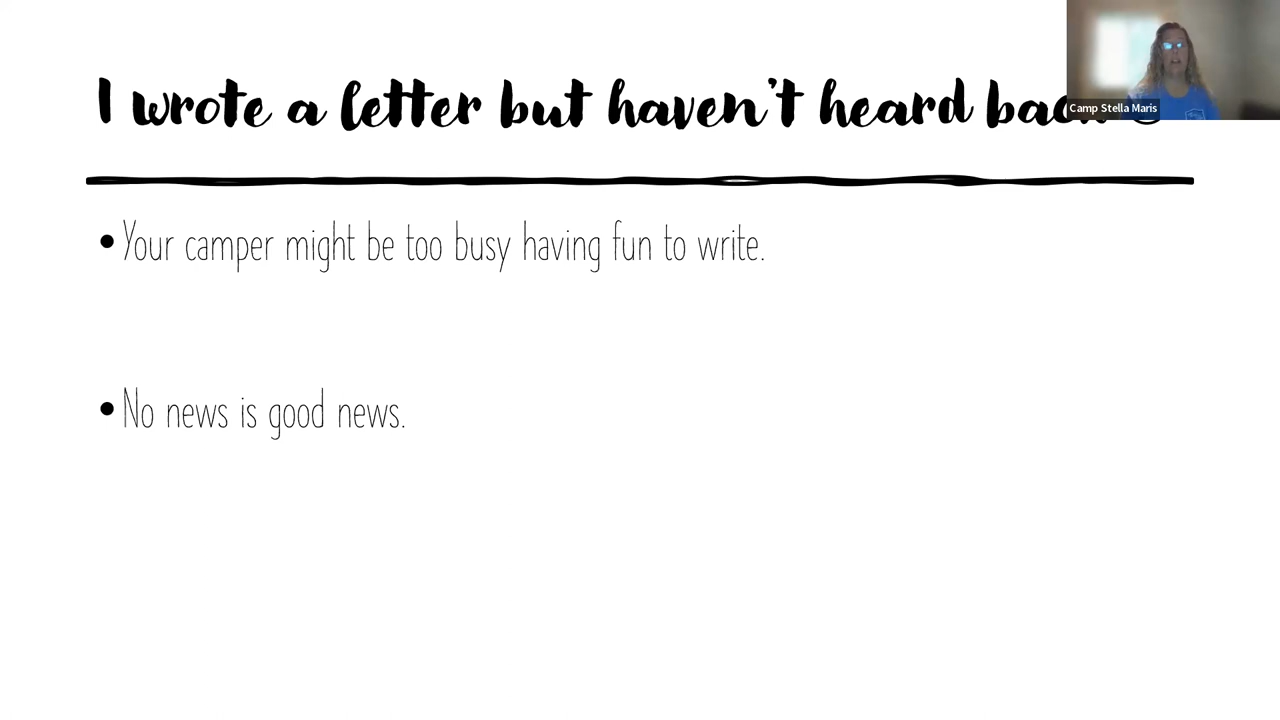 I wrote a letter but haven't heard back
Camp Stella Maris
• Your camper might be too busy having fun to write.
• No news is good news.